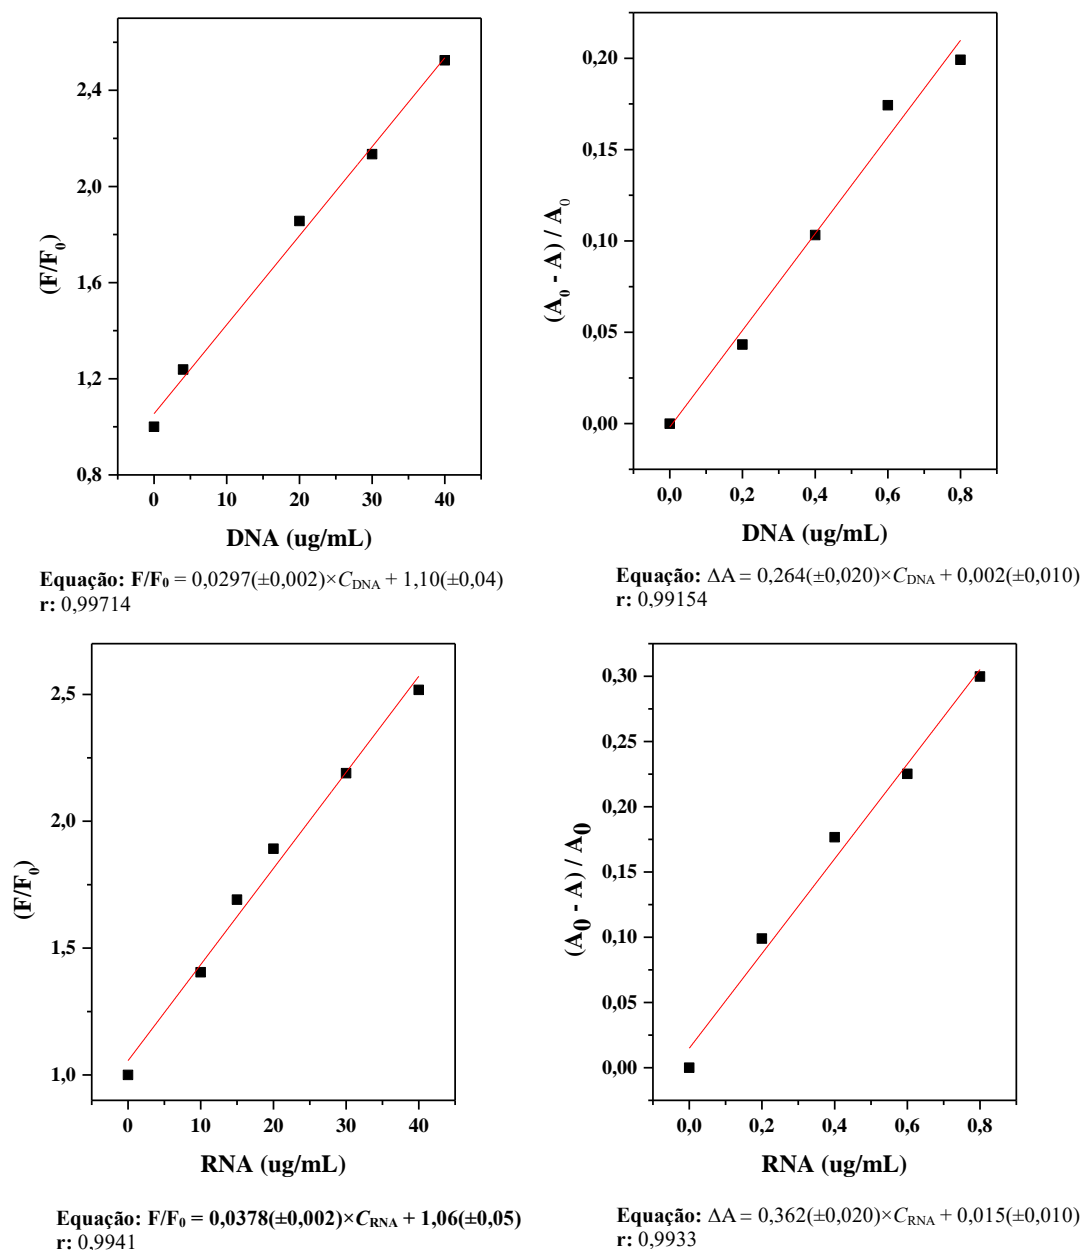 2,4
2,0
1,6
1,2
0,8
(F/F₀)
0 10 20 30 40
DNA (ug/mL)
Equação: F/F₀ = 0,0297(±0,002)×C_DNA + 1,10(±0,04)
r: 0,99714
0,20
0,15
0,10
0,05
0,00
(A₀ - A) / A₀
0,0 0,2 0,4 0,6 0,8
DNA (ug/mL)
Equação: ΔA = 0,264(±0,020)×C_DNA + 0,002(±0,010)
r: 0,99154
2,5
2,0
1,5
1,0
(F/F₀)
0 10 20 30 40
RNA (ug/mL)
Equação: F/F₀ = 0,0378(±0,002)×C_RNA + 1,06(±0,05)
r: 0,9941
0,30
0,25
0,20
0,15
0,10
0,05
0,00
(A0 - A) / A0
0,0 0,2 0,4 0,6 0,8
RNA (ug/mL)
Equação: ΔA = 0,362(±0,020)×C_RNA + 0,015(±0,010)
r: 0,9933